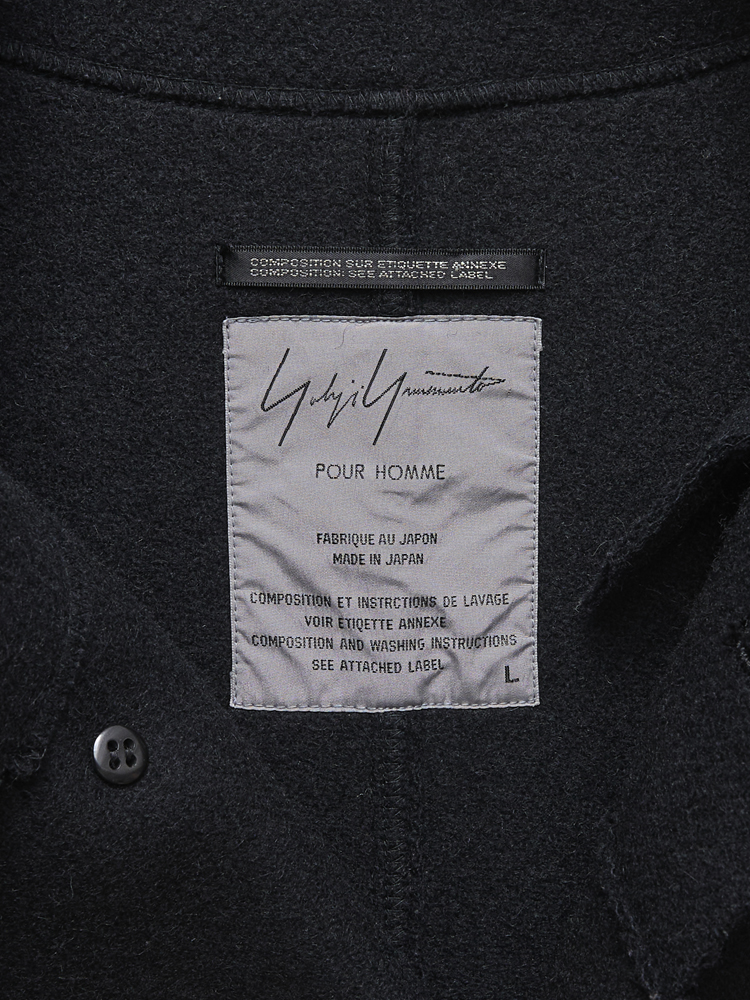 COMPOSITION SUR ETIQUETTE ANNEXE
COMPOSITION: SEE ATTACHED LABEL
Yohji Yamamoto
POUR HOMME
FABRIQUE AU JAPON
MADE IN JAPAN
COMPOSITION ET INSTRCTIONS DE LAVAGE
VOIR ETIQETTE ANNEXE
COMPOSITION AND WASHING INSTRUCTIONS
SEE ATTACHED LABEL
L